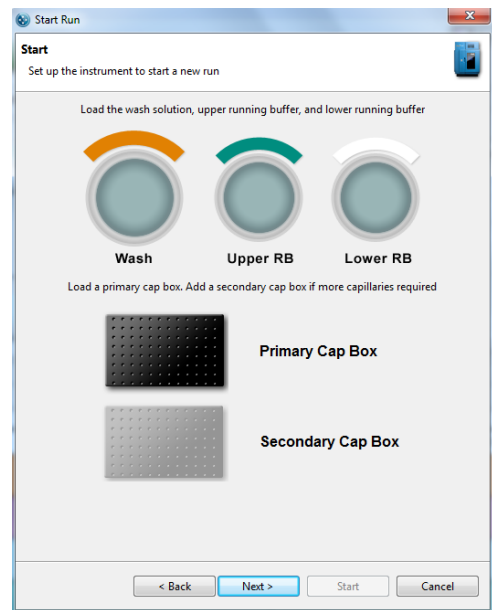 Start Run
Start
Set up the instrument to start a new run
Load the wash solution, upper running buffer, and lower running buffer
Wash Upper RB Lower RB
Load a primary cap box. Add a secondary cap box if more capillaries required
Primary Cap Box
Secondary Cap Box
< Back Next > Start Cancel